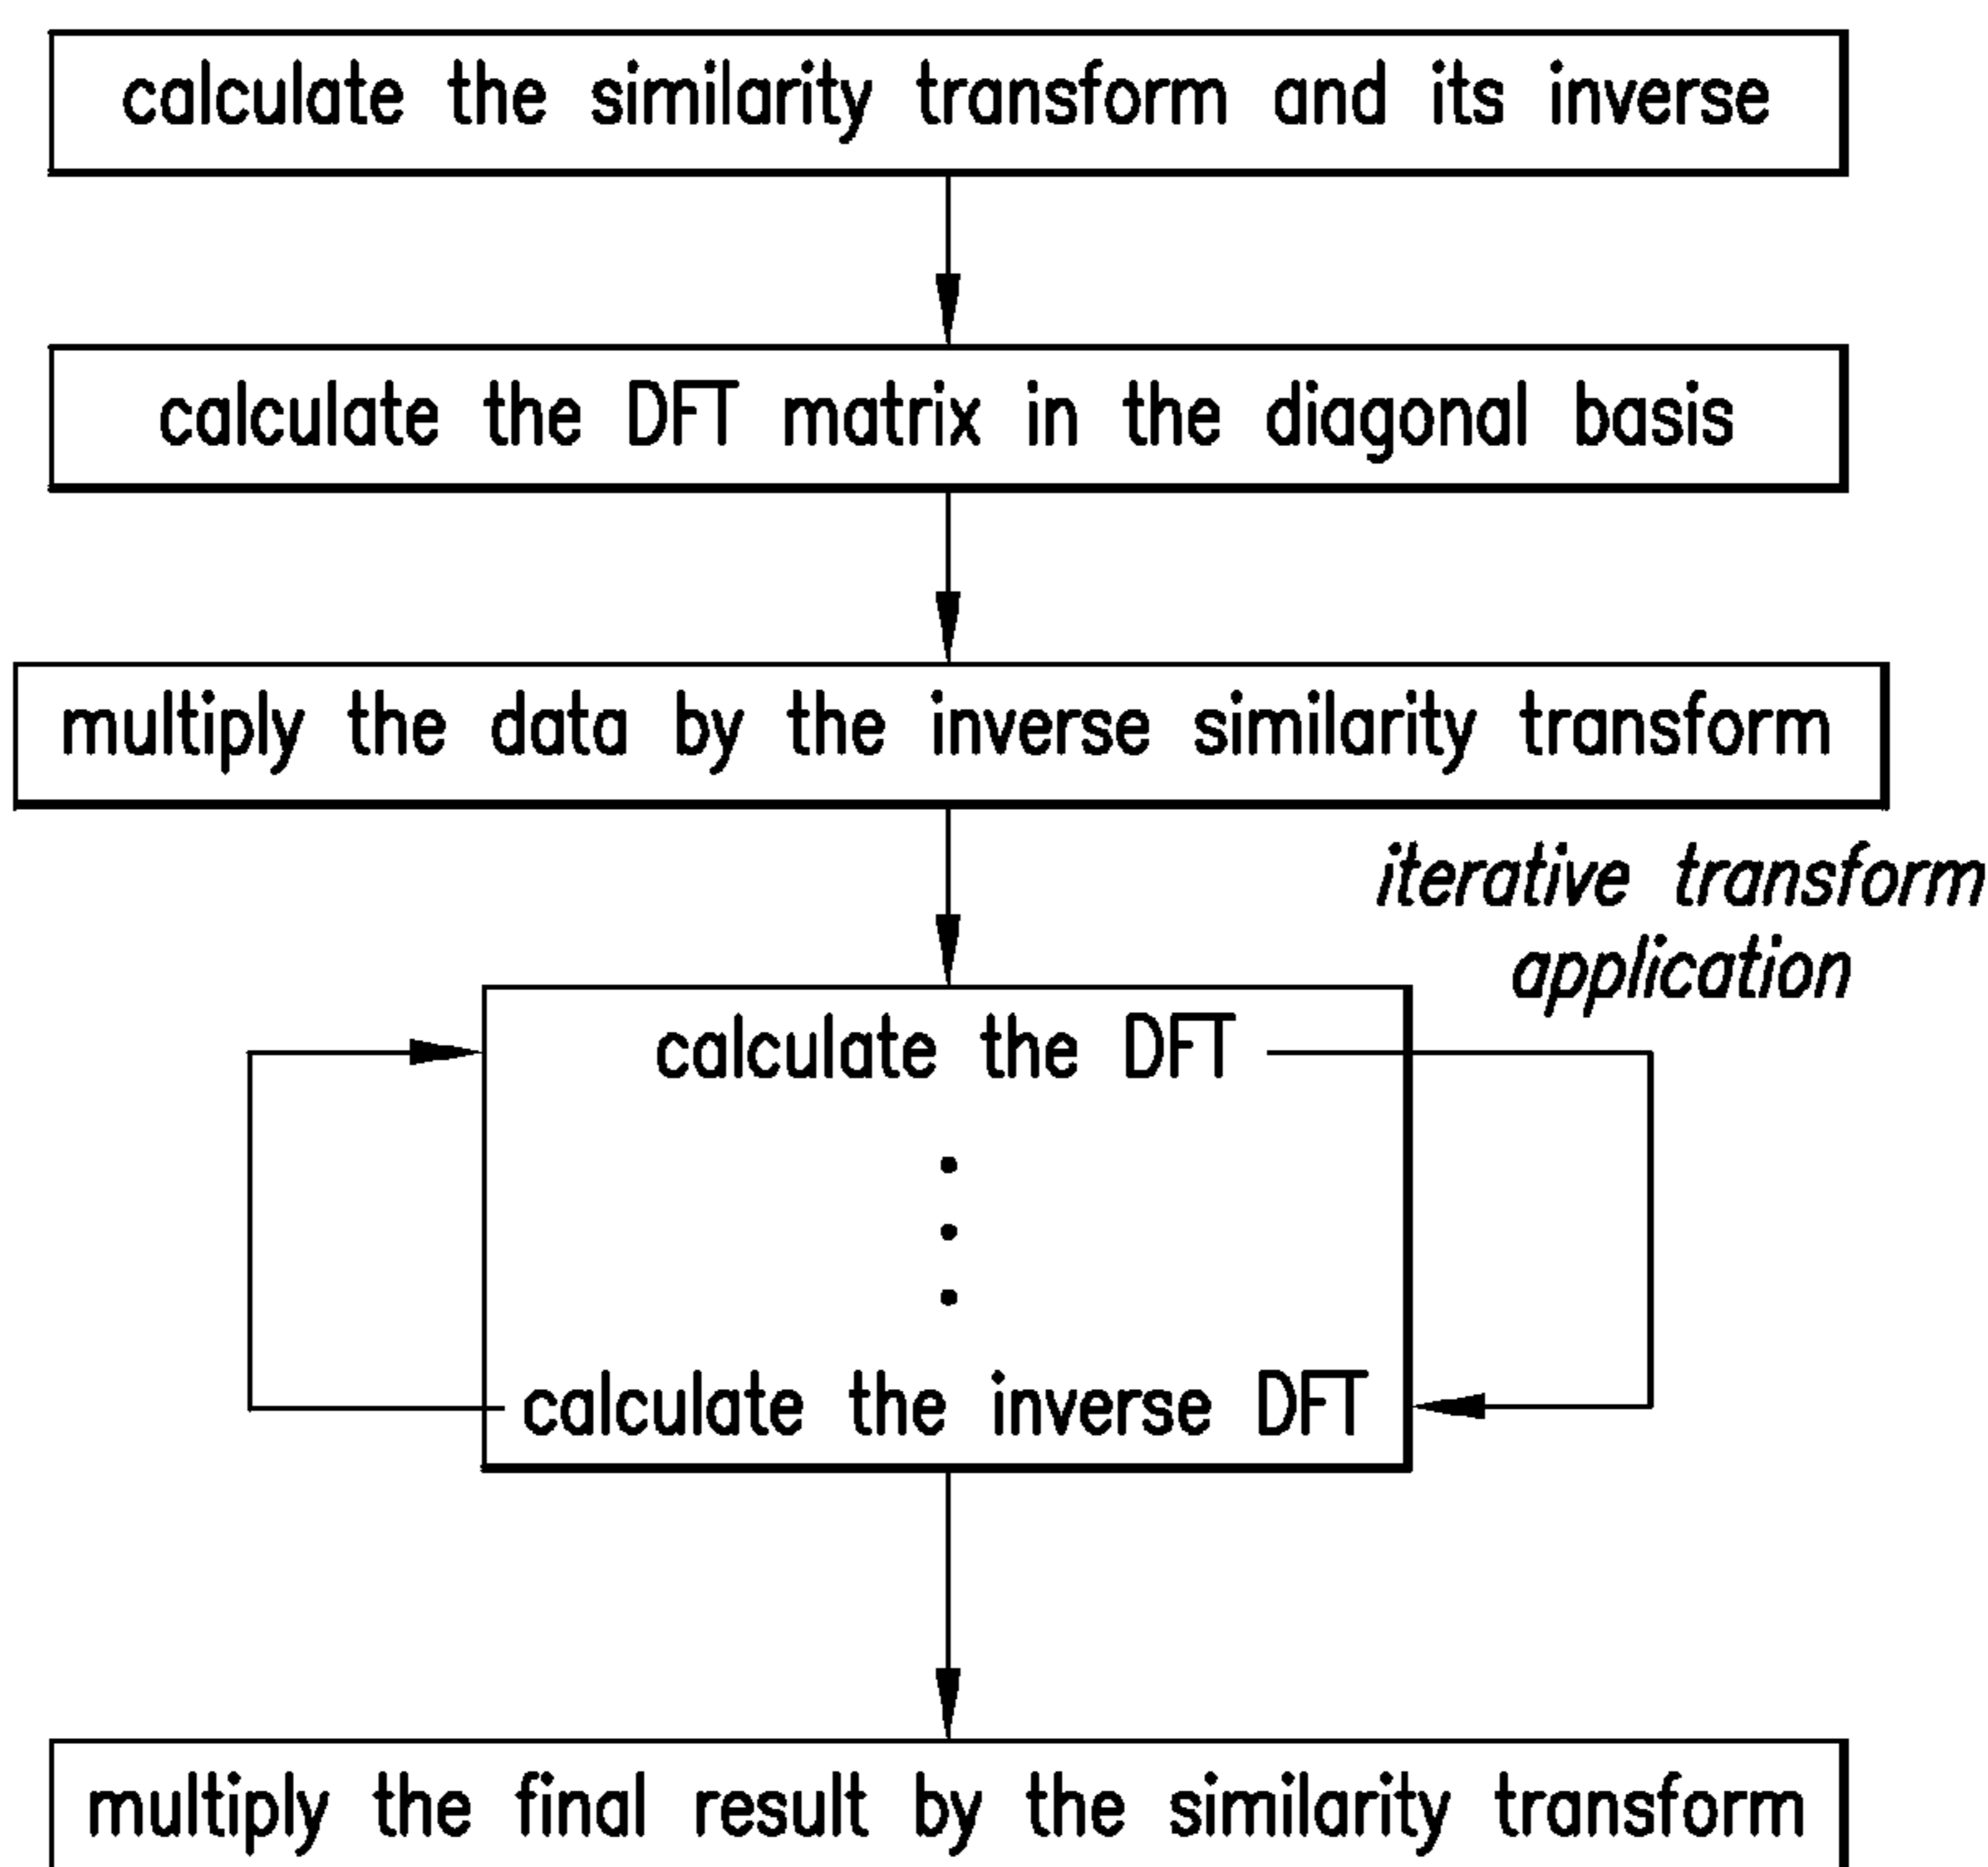 calculate the similarity transform and its inverse
calculate the DFT matrix in the diagonal basis
multiply the data by the inverse similarity transform
iterative transform
application
calculate the DFT
calculate the inverse DFT
multiply the final result by the similarity transform